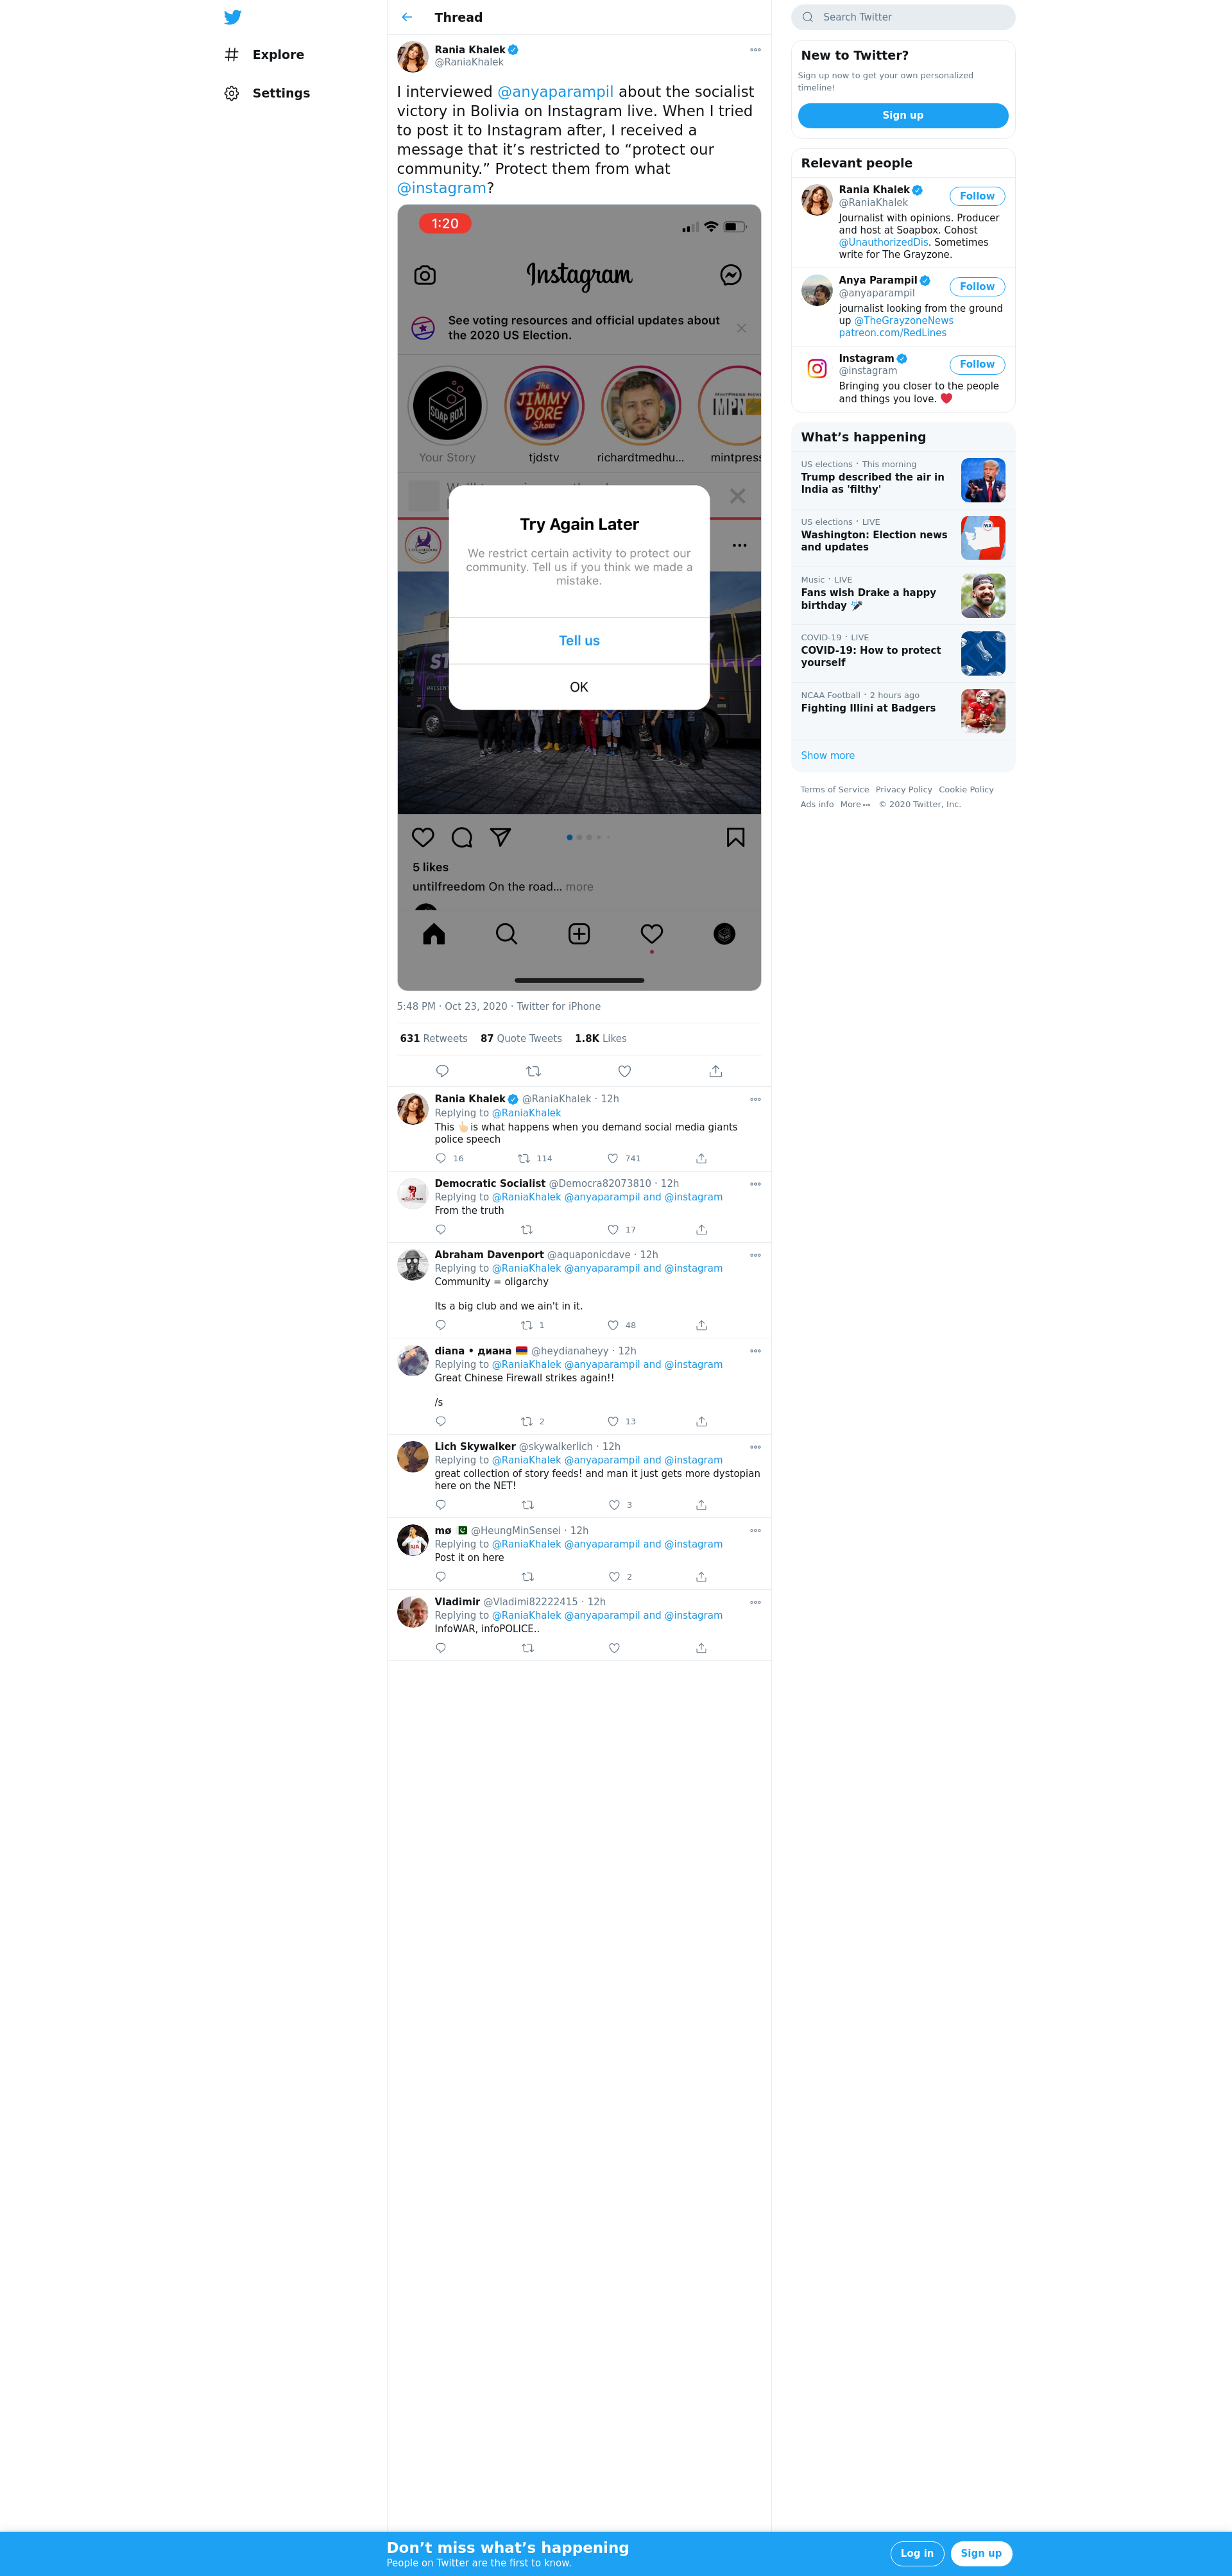 Explore
Settings
Thread
Rania Khalek
@RaniaKhalek
I interviewed @anyaparampil about the socialist
victory in Bolivia on Instagram live. When I tried
to post it to Instagram after, I received a
message that it’s restricted to “protect our
community.” Protect them from what
@instagram?
1:20
Instagram
See voting resources and official updates about
the 2020 US Election.
SOAP BOX
The
JIMMY
DORE
Show
MINTPRESS NEWS
MPN
Your Story
tjdstv
richardtmedhu...
mintpress
Try Again Later
We restrict certain activity to protect our
community. Tell us if you think we made a
mistake.
Tell us
OK
5 likes
untilfreedom On the road... more
5:48 PM · Oct 23, 2020 · Twitter for iPhone
631 Retweets 87 Quote Tweets 1.8K Likes
Rania Khalek @RaniaKhalek · 12h
Replying to @RaniaKhalek
This 👆🏼 is what happens when you demand social media giants
police speech
16 114 741
Democratic Socialist @Democra82073810 · 12h
Replying to @RaniaKhalek @anyaparampil and @instagram
From the truth
17
Abraham Davenport @aquaponicdave · 12h
Replying to @RaniaKhalek @anyaparampil and @instagram
Community = oligarchy
Its a big club and we ain't in it.
1 48
diana • диана 🇦🇲 @heydianaheyy · 12h
Replying to @RaniaKhalek @anyaparampil and @instagram
Great Chinese Firewall strikes again!!
/s
2 13
Lich Skywalker @skywalkerlich · 12h
Replying to @RaniaKhalek @anyaparampil and @instagram
great collection of story feeds! and man it just gets more dystopian
here on the NET!
3
mø 🇵🇰 @HeungMinSensei · 12h
Replying to @RaniaKhalek @anyaparampil and @instagram
Post it on here
2
Vladimir @Vladimi82222415 · 12h
Replying to @RaniaKhalek @anyaparampil and @instagram
InfoWAR, infoPOLICE..
Search Twitter
New to Twitter?
Sign up now to get your own personalized
timeline!
Sign up
Relevant people
Rania Khalek
@RaniaKhalek
Follow
Journalist with opinions. Producer
and host at Soapbox. Cohost
@UnauthorizedDis. Sometimes
write for The Grayzone.
Anya Parampil
@anyaparampil
Follow
journalist looking from the ground
up @TheGrayzoneNews
patreon.com/RedLines
Instagram
@instagram
Follow
Bringing you closer to the people
and things you love. ❤️
What’s happening
US elections · This morning
Trump described the air in
India as 'filthy'
US elections · LIVE
Washington: Election news
and updates
WA
Music · LIVE
Fans wish Drake a happy
birthday 🎉
COVID-19 · LIVE
COVID-19: How to protect
yourself
NCAA Football · 2 hours ago
Fighting Illini at Badgers
Show more
Terms of Service Privacy Policy Cookie Policy
Ads info More © 2020 Twitter, Inc.
Don’t miss what’s happening
People on Twitter are the first to know.
Log in
Sign up